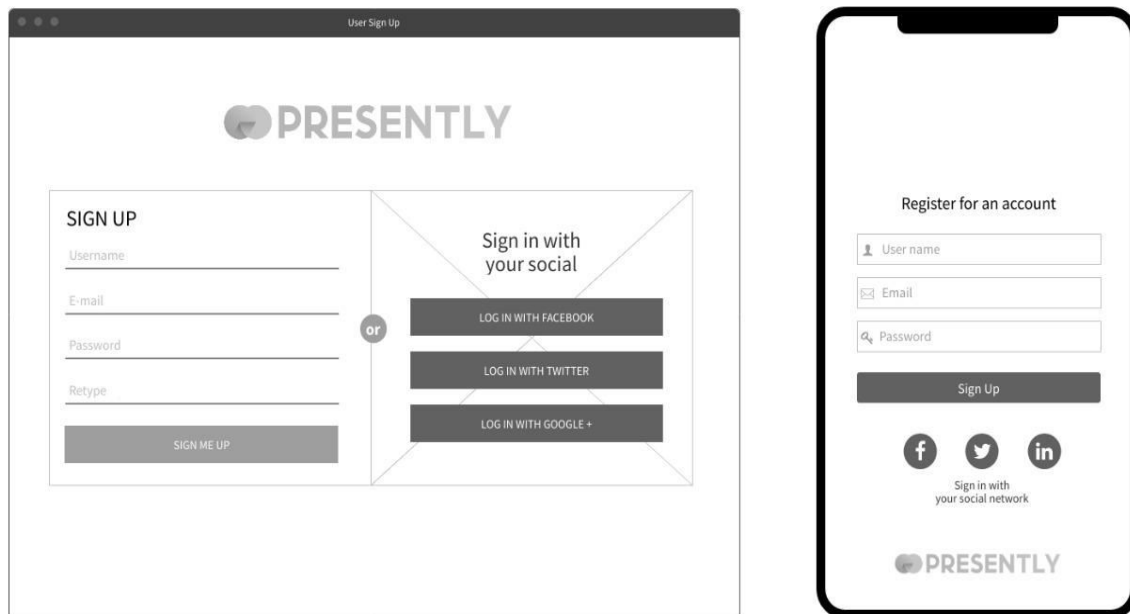 User Sign Up
PRESENTLY
SIGN UP
Username
E-mail
Password
Retype
SIGN ME UP
or
Sign in with
your social
LOG IN WITH FACEBOOK
LOG IN WITH TWITTER
LOG IN WITH GOOGLE +
Register for an account
User name
Email
Password
Sign Up
f in
Sign in with
your social network
PRESENTLY